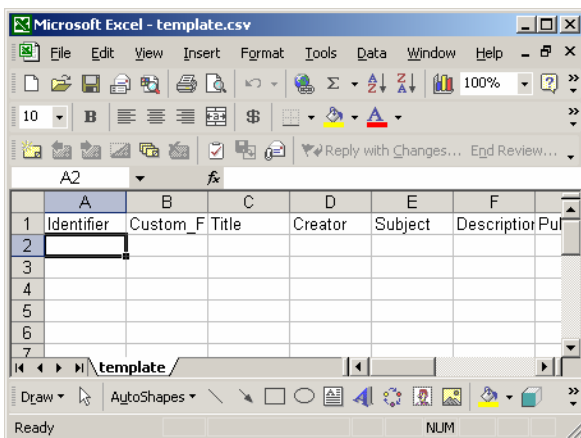 Microsoft Excel - template.csv
File Edit View Insert Format Tools Data Window Help
Σ A Z Z A 100% ?
10 B a $ A
Reply with Changes... End Review...
A2 fx
A B C D E F
1 Identifier Custom_F Title Creator Subject Description Pul
2
3
4
5
6
7
template
Draw AutoShapes A
Ready NUM